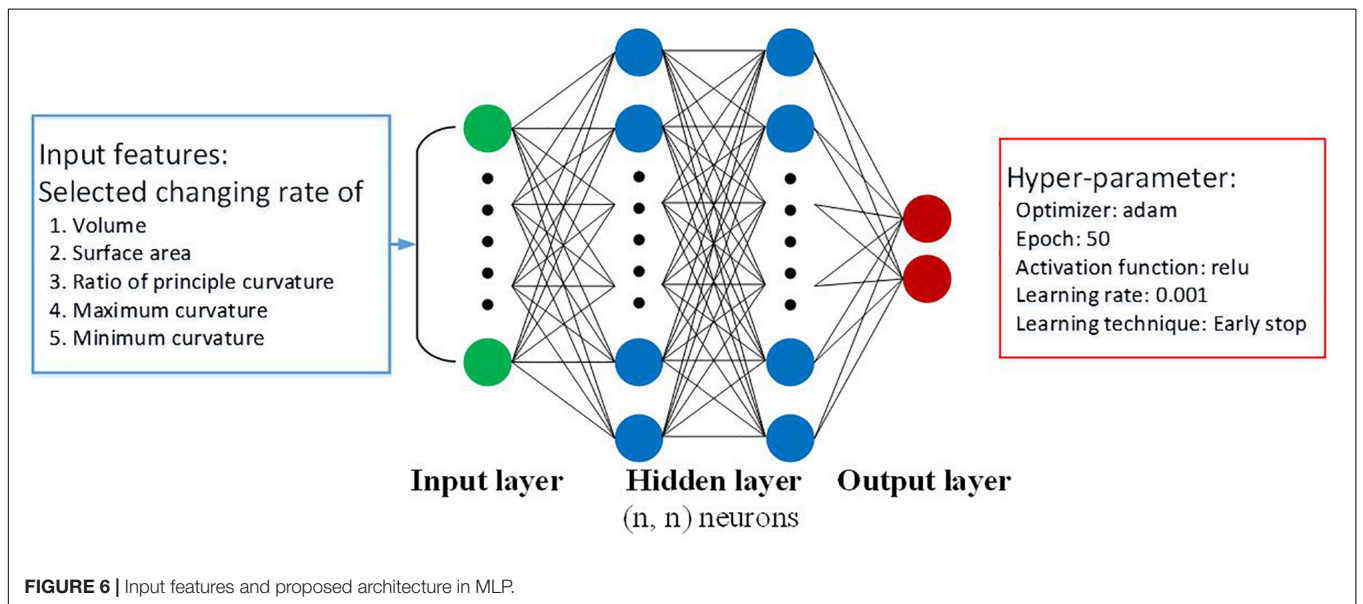 Input features:
Selected changing rate of
1. Volume
2. Surface area
3. Ratio of principle curvature
4. Maximum curvature
5. Minimum curvature
Hyper-parameter:
Optimizer: adam
Epoch: 50
Activation function: relu
Learning rate: 0.001
Learning technique: Early stop
Input layer
Hidden layer
(n, n) neurons
Output layer
FIGURE 6 | Input features and proposed architecture in MLP.